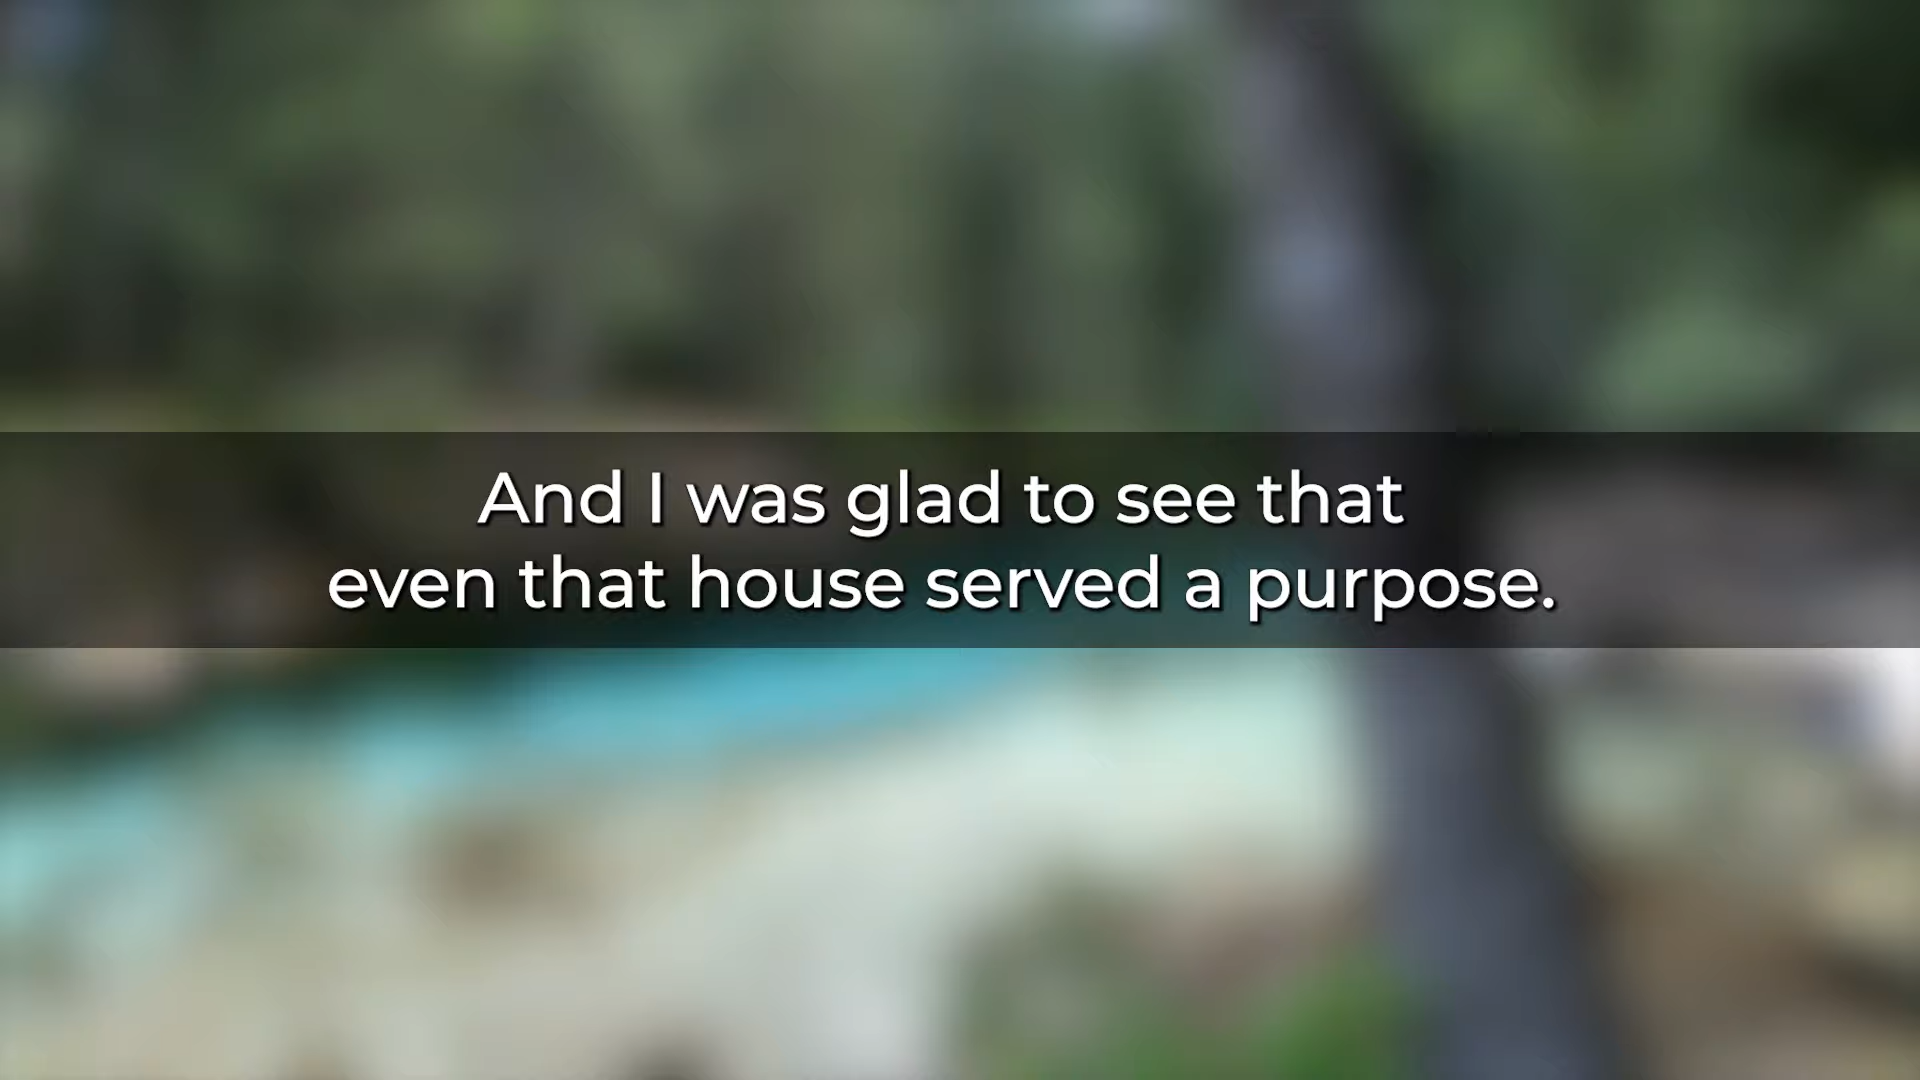 And I was glad to see that
even that house served a purpose.